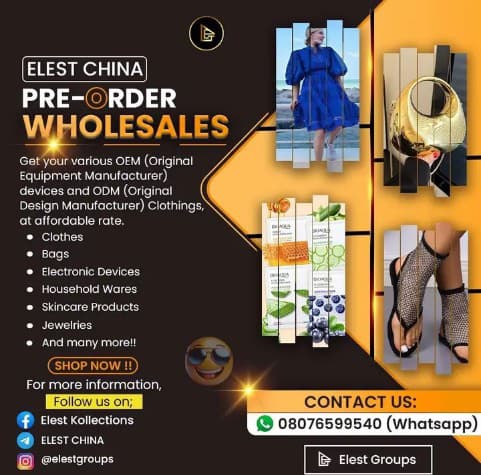 ELEST CHINA
PRE-ORDER
WHOLESALES
Get your various OEM (Original
Equipment Manufacturer)
devices and ODM (Original
Design Manufacturer) Clothings,
at affordable rate.
Clothes
Bags
Electronic Devices
Household Wares
Skincare Products
Jewelries
And many more!!
SHOP NOW !!
For more information,
Follow us on;
Elest Kollections
ELEST CHINA
@elestgroups
BIOAQUA
CONTACT US:
08076599540 (Whatsapp)
Elest Groups